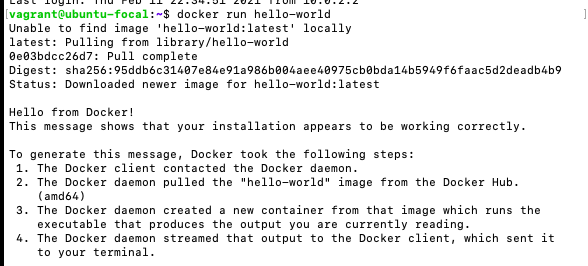 Last login: Thu Feb 11 22:34:51 2021 from 10.0.2.2
[vagrant@ubuntu-focal:~$ docker run hello-world ]
Unable to find image 'hello-world:latest' locally
latest: Pulling from library/hello-world
0e03bdcc26d7: Pull complete
Digest: sha256:95ddb6c31407e84e91a986b004aee40975cb0bda14b5949f6faac5d2deadb4b9
Status: Downloaded newer image for hello-world:latest
Hello from Docker!
This message shows that your installation appears to be working correctly.
To generate this message, Docker took the following steps:
1. The Docker client contacted the Docker daemon.
2. The Docker daemon pulled the "hello-world" image from the Docker Hub.
(amd64)
3. The Docker daemon created a new container from that image which runs the
executable that produces the output you are currently reading.
4. The Docker daemon streamed that output to the Docker client, which sent it
to your terminal.